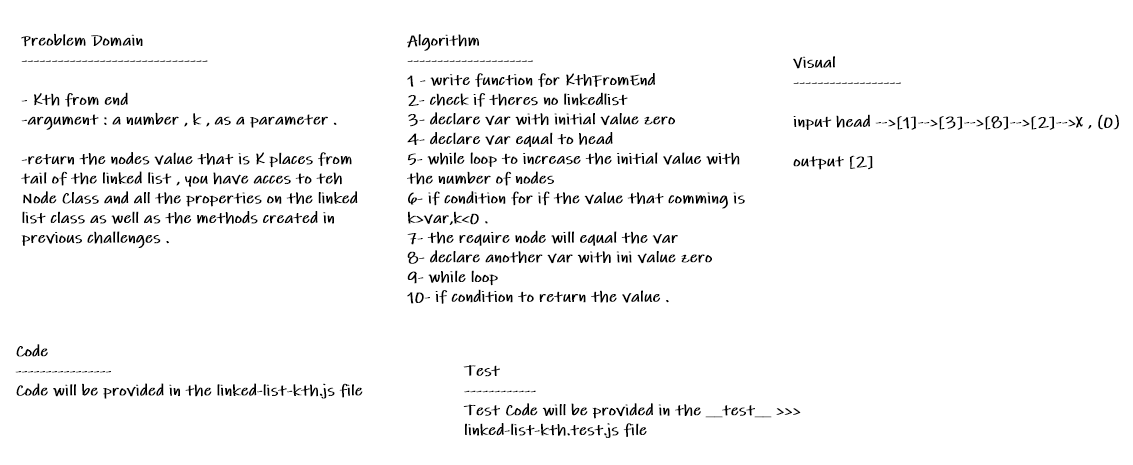 Preoblem Domain
-------------------------------
- Kth from end
-argument : a number , k , as a parameter .
-return the nodes value that is K places from
tail of the linked list , you have acces to teh
Node Class and all the properties on the linked
list class as well as the methods created in
previous challenges .
Algorithm
---------------------
1 - write function for KthFromEnd
2- check if theres no linkedlist
3- declare var with initial value zero
4- declare var equal to head
5- while loop to increase the initial value with
the number of nodes
6- if condition for if the value that comming is
k>var,k<0 .
7- the require node will equal the var
8- declare another var with ini value zero
9- while loop
10- if condition to return the value .
Visual
------------------
input head -->[1]-->[3]-->[8]-->[2]-->X , (0)
output [2]
Code
----------------
Code will be provided in the linked-list-kth.js file
Test
------------
Test Code will be provided in the __test__ >>>
linked-list-kth.test.js file